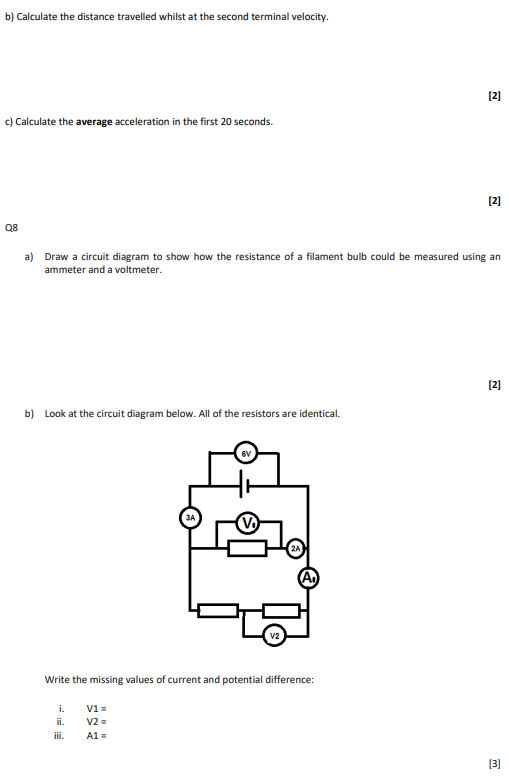 b) Calculate the distance travelled whilst at the second terminal velocity.
[2]
c) Calculate the average acceleration in the first 20 seconds.
[2]
Q8
a) Draw a circuit diagram to show how the resistance of a filament bulb could be measured using an
ammeter and a voltmeter.
[2]
b) Look at the circuit diagram below. All of the resistors are identical.
6V
3A
V1
2A
A1
V2
Write the missing values of current and potential difference:
i. V1 =
ii. V2 =
iii. A1 =
[3]